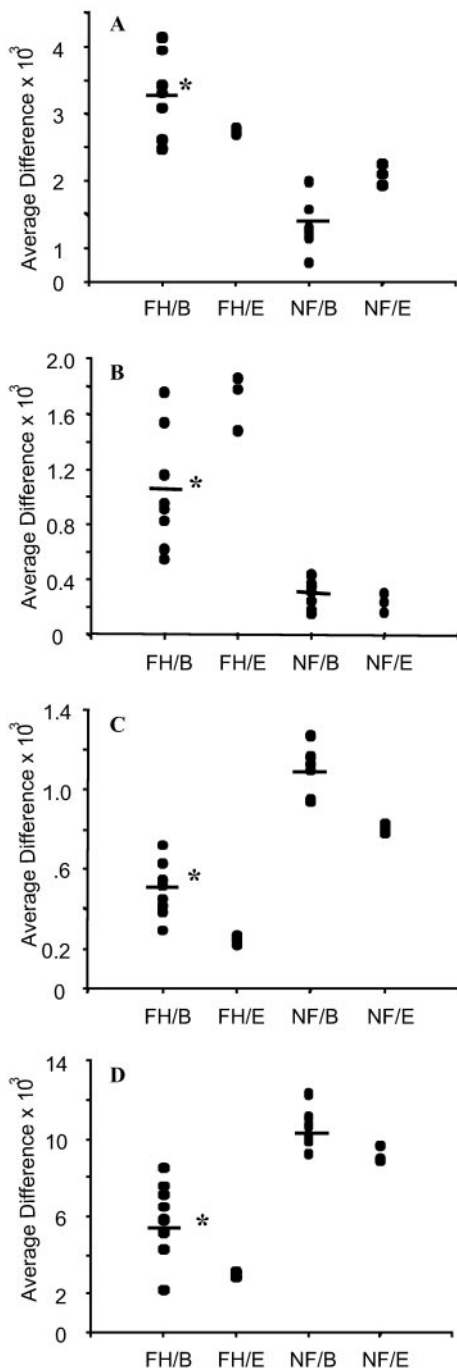 A
Average Difference x 10³
4
3
2
1
0
*
FH/B FH/E NF/B NF/E
B
Average Difference x 10³
2.0
1.6
1.2
0.8
0.4
0
*
FH/B FH/E NF/B NF/E
C
Average Difference x 10³
1.4
1.0
.6
0.2
0
*
FH/B FH/E NF/B NF/E
D
Average Difference x 10³
14
10
6
2
0
*
FH/B FH/E NF/B NF/E